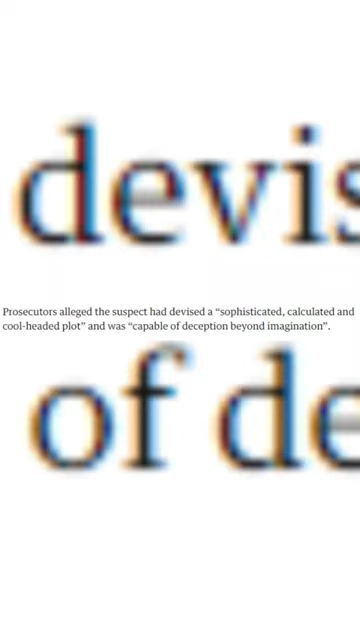 devis
Prosecutors alleged the suspect had devised a “sophisticated, calculated and
cool-headed plot” and was “capable of deception beyond imagination”.
of de